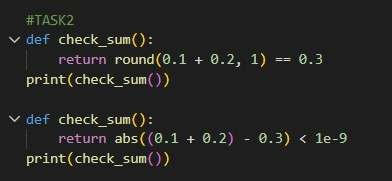 #TASK2
def check_sum():
    return round(0.1 + 0.2, 1) == 0.3
print(check_sum())

def check_sum():
    return abs((0.1 + 0.2) - 0.3) < 1e-9
print(check_sum())